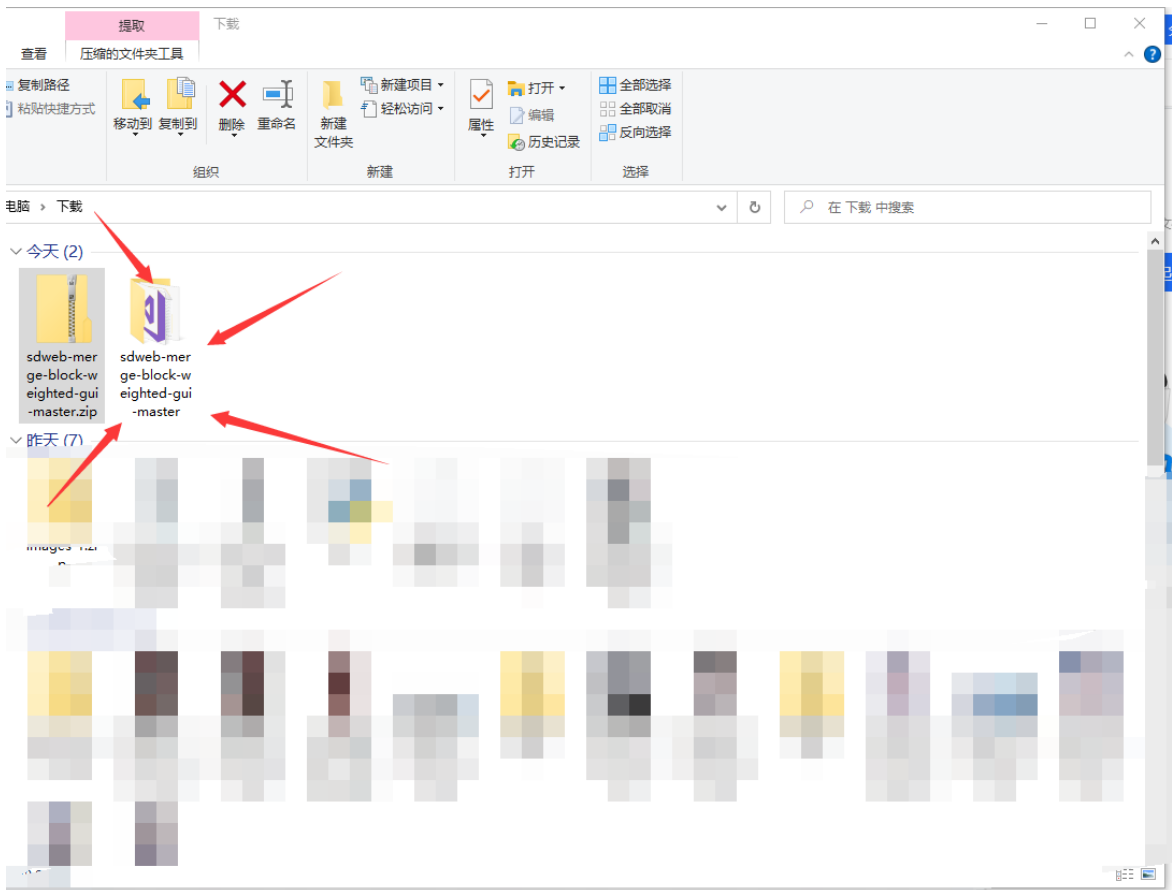 提取
下载
查看
压缩的文件夹工具
复制路径
粘贴快捷方式
移动到
复制到
删除
重命名
新建
文件夹
新建项目
轻松访问
属性
打开
编辑
历史记录
全部选择
全部取消
反向选择
组织
新建
打开
选择
电脑 › 下载
在 下载 中搜索
今天 (2)
sdweb-mer
ge-block-w
eighted-gui
-master.zip
sdweb-mer
ge-block-w
eighted-gui
-master
昨天 (7)